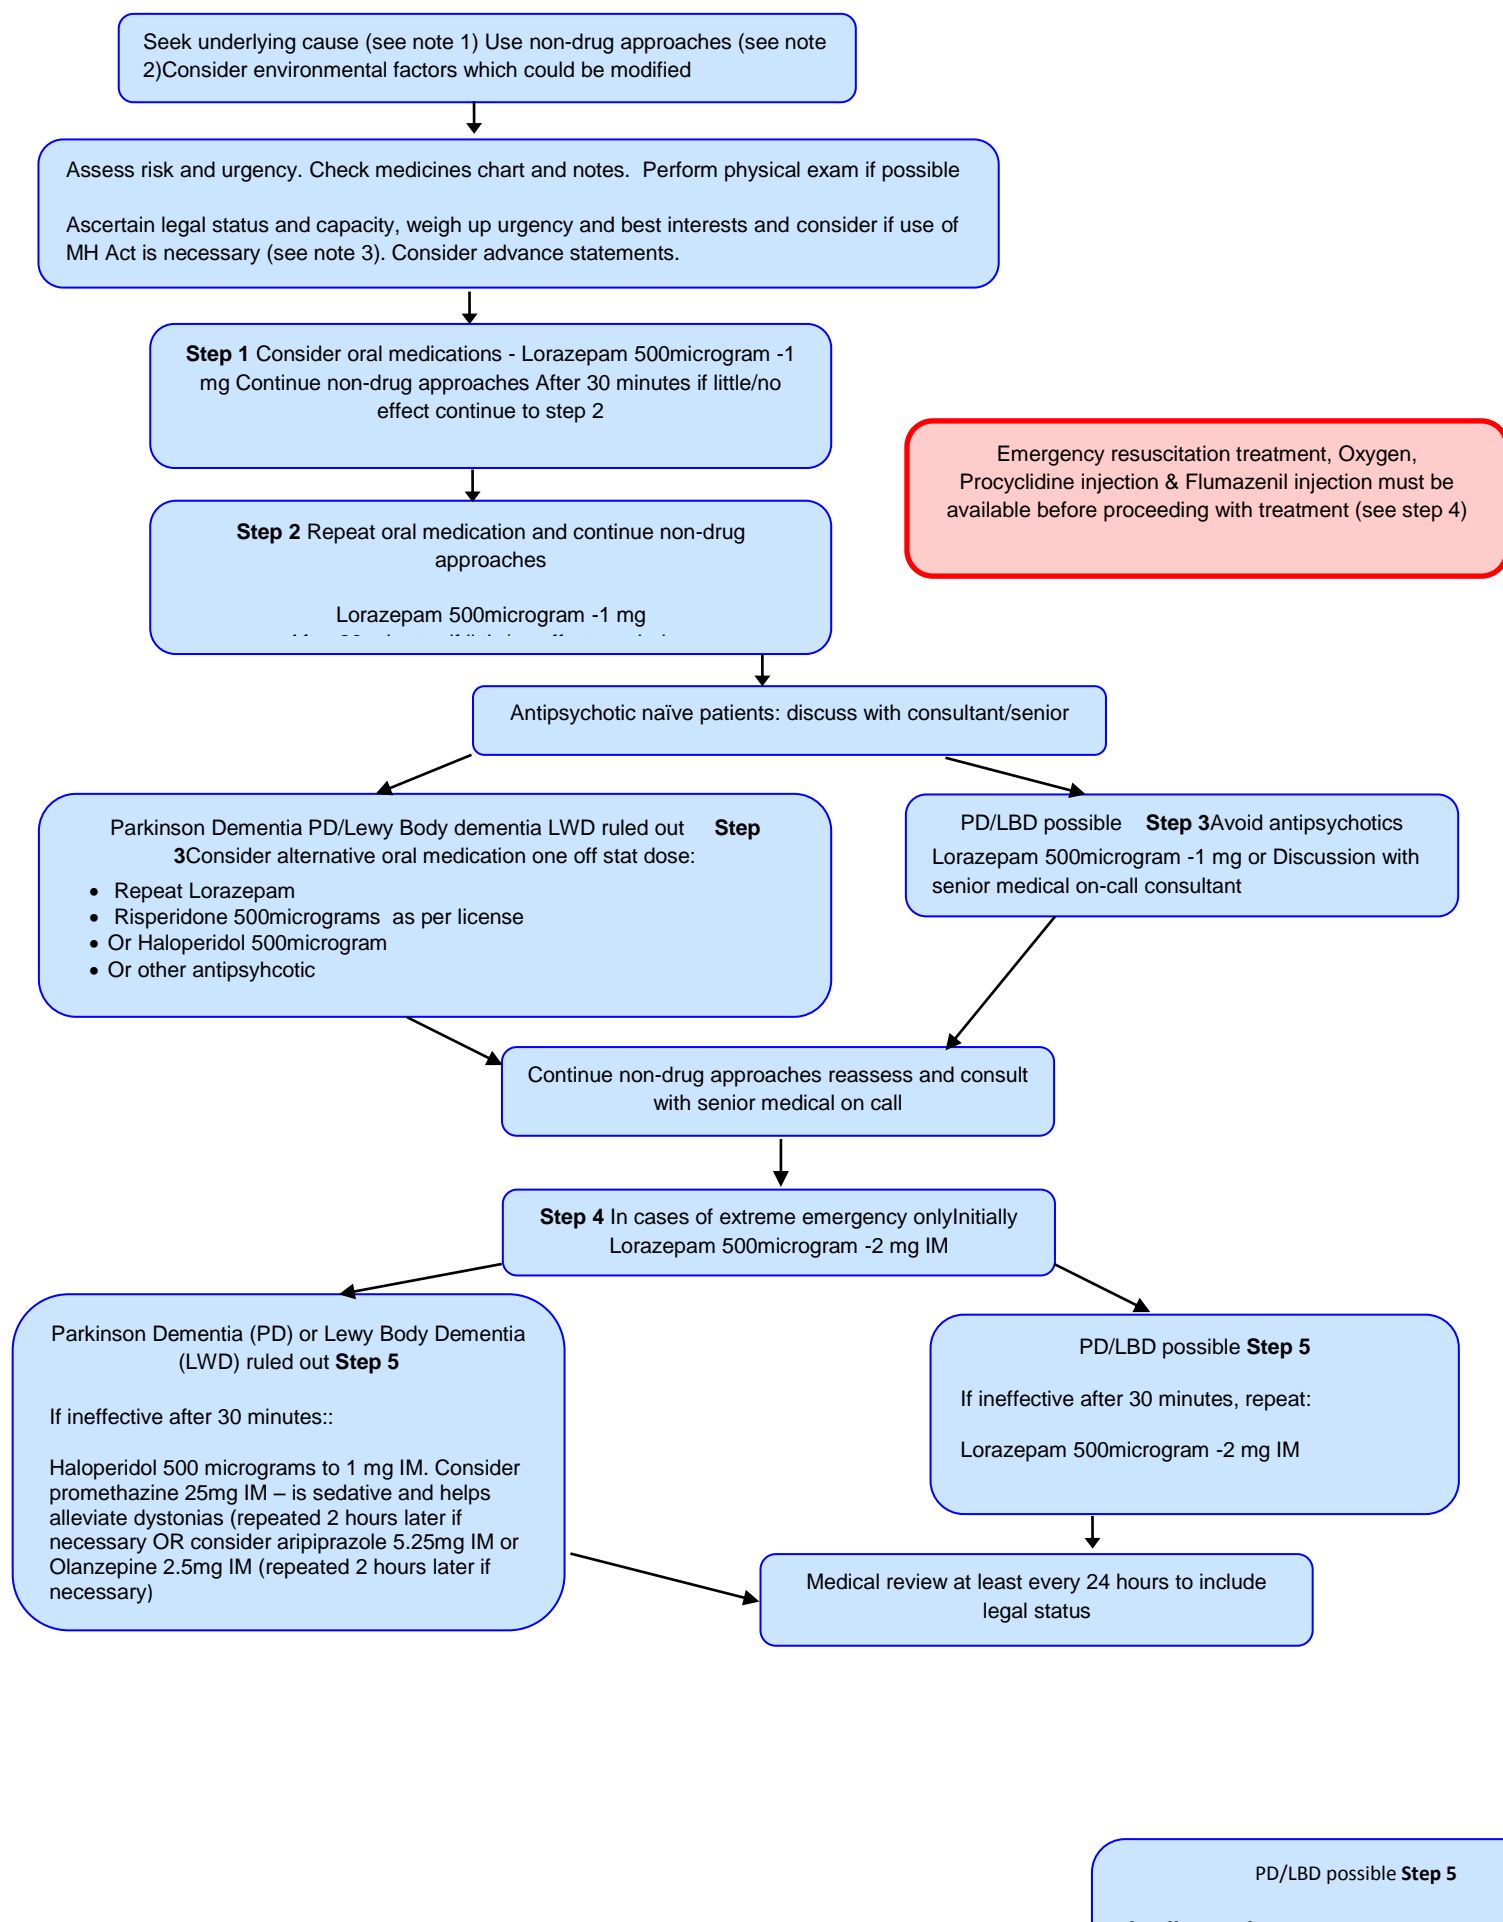 Seek underlying cause (see note 1) Use non-drug approaches (see note
2)Consider environmental factors which could be modified
Assess risk and urgency. Check medicines chart and notes.  Perform physical exam if possible
Ascertain legal status and capacity, weigh up urgency and best interests and consider if use of
MH Act is necessary (see note 3). Consider advance statements.
Step 1 Consider oral medications - Lorazepam 500microgram -1
mg Continue non-drug approaches After 30 minutes if little/no
effect continue to step 2
Emergency resuscitation treatment, Oxygen,
Procyclidine injection & Flumazenil injection must be
available before proceeding with treatment (see step 4)
Step 2 Repeat oral medication and continue non-drug
approaches
Lorazepam 500microgram -1 mg
Antipsychotic naïve patients: discuss with consultant/senior
Parkinson Dementia PD/Lewy Body dementia LWD ruled out Step
3Consider alternative oral medication one off stat dose:
• Repeat Lorazepam
• Risperidone 500micrograms  as per license
• Or Haloperidol 500microgram
• Or other antipsyhcotic
PD/LBD possible Step 3Avoid antipsychotics
Lorazepam 500microgram -1 mg or Discussion with
senior medical on-call consultant
Continue non-drug approaches reassess and consult
with senior medical on call
Step 4 In cases of extreme emergency onlyInitially
Lorazepam 500microgram -2 mg IM
Parkinson Dementia (PD) or Lewy Body Dementia
(LWD) ruled out Step 5
If ineffective after 30 minutes::
Haloperidol 500 micrograms to 1 mg IM. Consider
promethazine 25mg IM – is sedative and helps
alleviate dystonias (repeated 2 hours later if
necessary OR consider aripiprazole 5.25mg IM or
Olanzepine 2.5mg IM (repeated 2 hours later if
necessary)
PD/LBD possible Step 5
If ineffective after 30 minutes, repeat:
Lorazepam 500microgram -2 mg IM
Medical review at least every 24 hours to include
legal status
PD/LBD possible Step 5